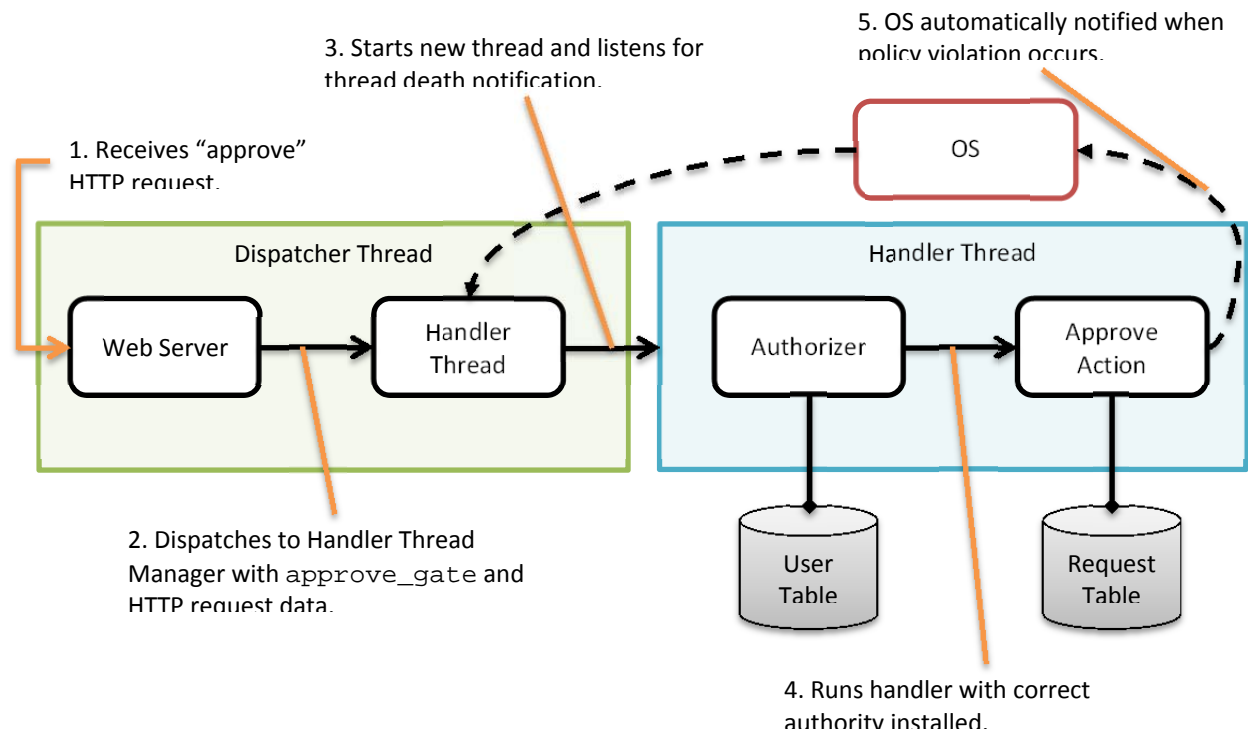 5. OS automatically notified when
policy violation occurs.
3. Starts new thread and listens for
thread death notification.
1. Receives “approve”
HTTP request.
OS
Dispatcher Thread
Handler Thread
Web Server
Handler
Thread
Authorizer
Approve
Action
2. Dispatches to Handler Thread
Manager with approve_gate and
HTTP request data.
User
Table
Request
Table
4. Runs handler with correct
authority installed.